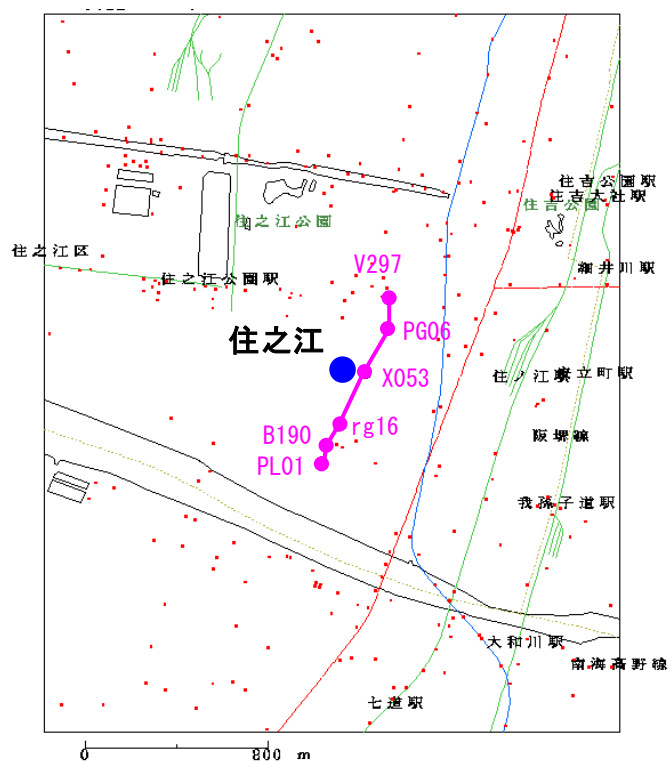 住吉公園駅
住吉大社駅
住吉公園
住之江公園
住之江区
細井川駅
住之江公園駅
V297
PG06
住之江
X053
住ノ江駅
rg16
B190
阪堺線
PL01
我孫子道駅
大和川駅
南海高野線
七道駅
0 800 m